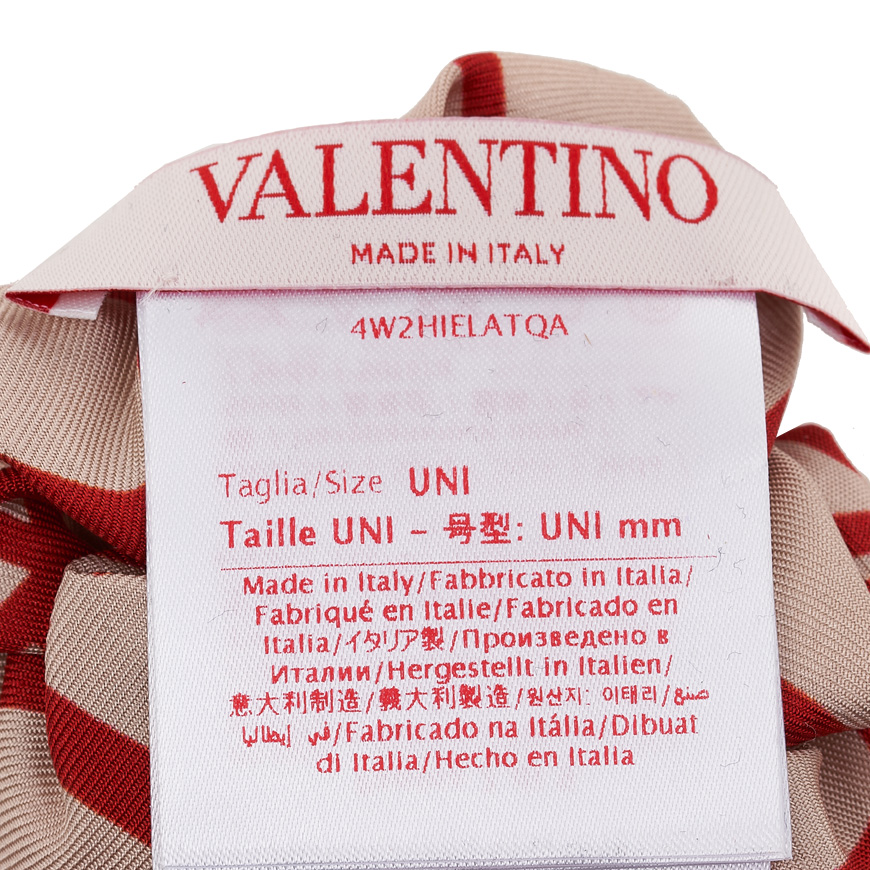 VALENTINO
MADE IN ITALY
4W2HIELATQA
Taglia/Size UNI
Taille UNI – 号型: UNI mm
Made in Italy/Fabbricato in Italia/
Fabriqué en Italie/Fabricado en
Italia/イタリア製/Произведено в
Италии/Hergestellt in Italien/
意大利制造/義大利製造/원산지: 이태리/صنع
في إيطاليا/Fabricado na Itália/Dibuat
di Italia/Hecho en Italia